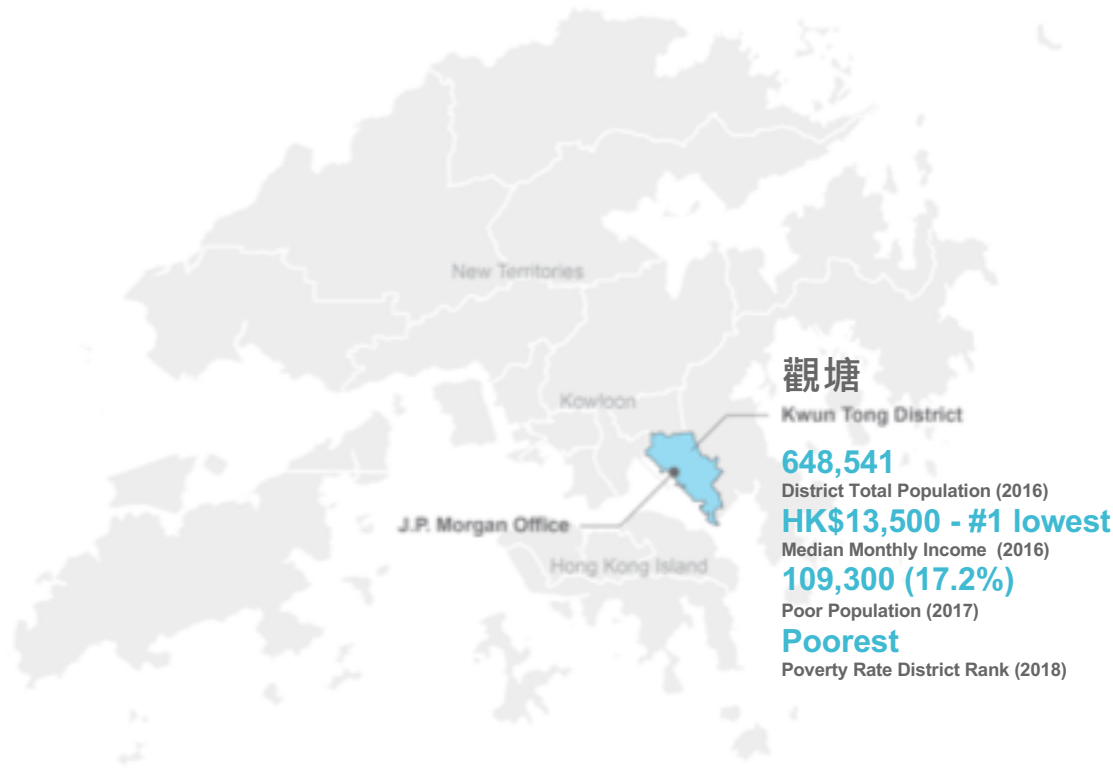 New Territories
觀塘
Kowloon
Kwun Tong District
648,541
District Total Population (2016)
HK$13,500 - #1 lowest
J.P. Morgan Office
Median Monthly Income (2016)
Hong Kong Island
109,300 (17.2%)
Poor Population (2017)
Poorest
Poverty Rate District Rank (2018)